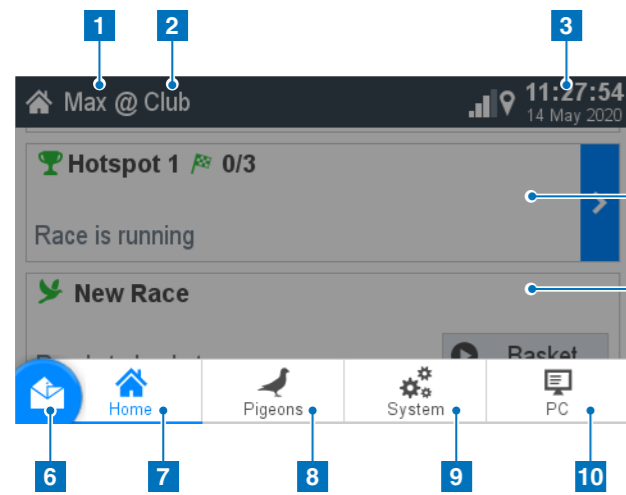 1 2 3
Max @ Club
11:27:54
14 May 2020
Hotspot 1 0/3
Race is running
New Race
Basket
Home
Pigeons
System
PC
6 7 8 9 10